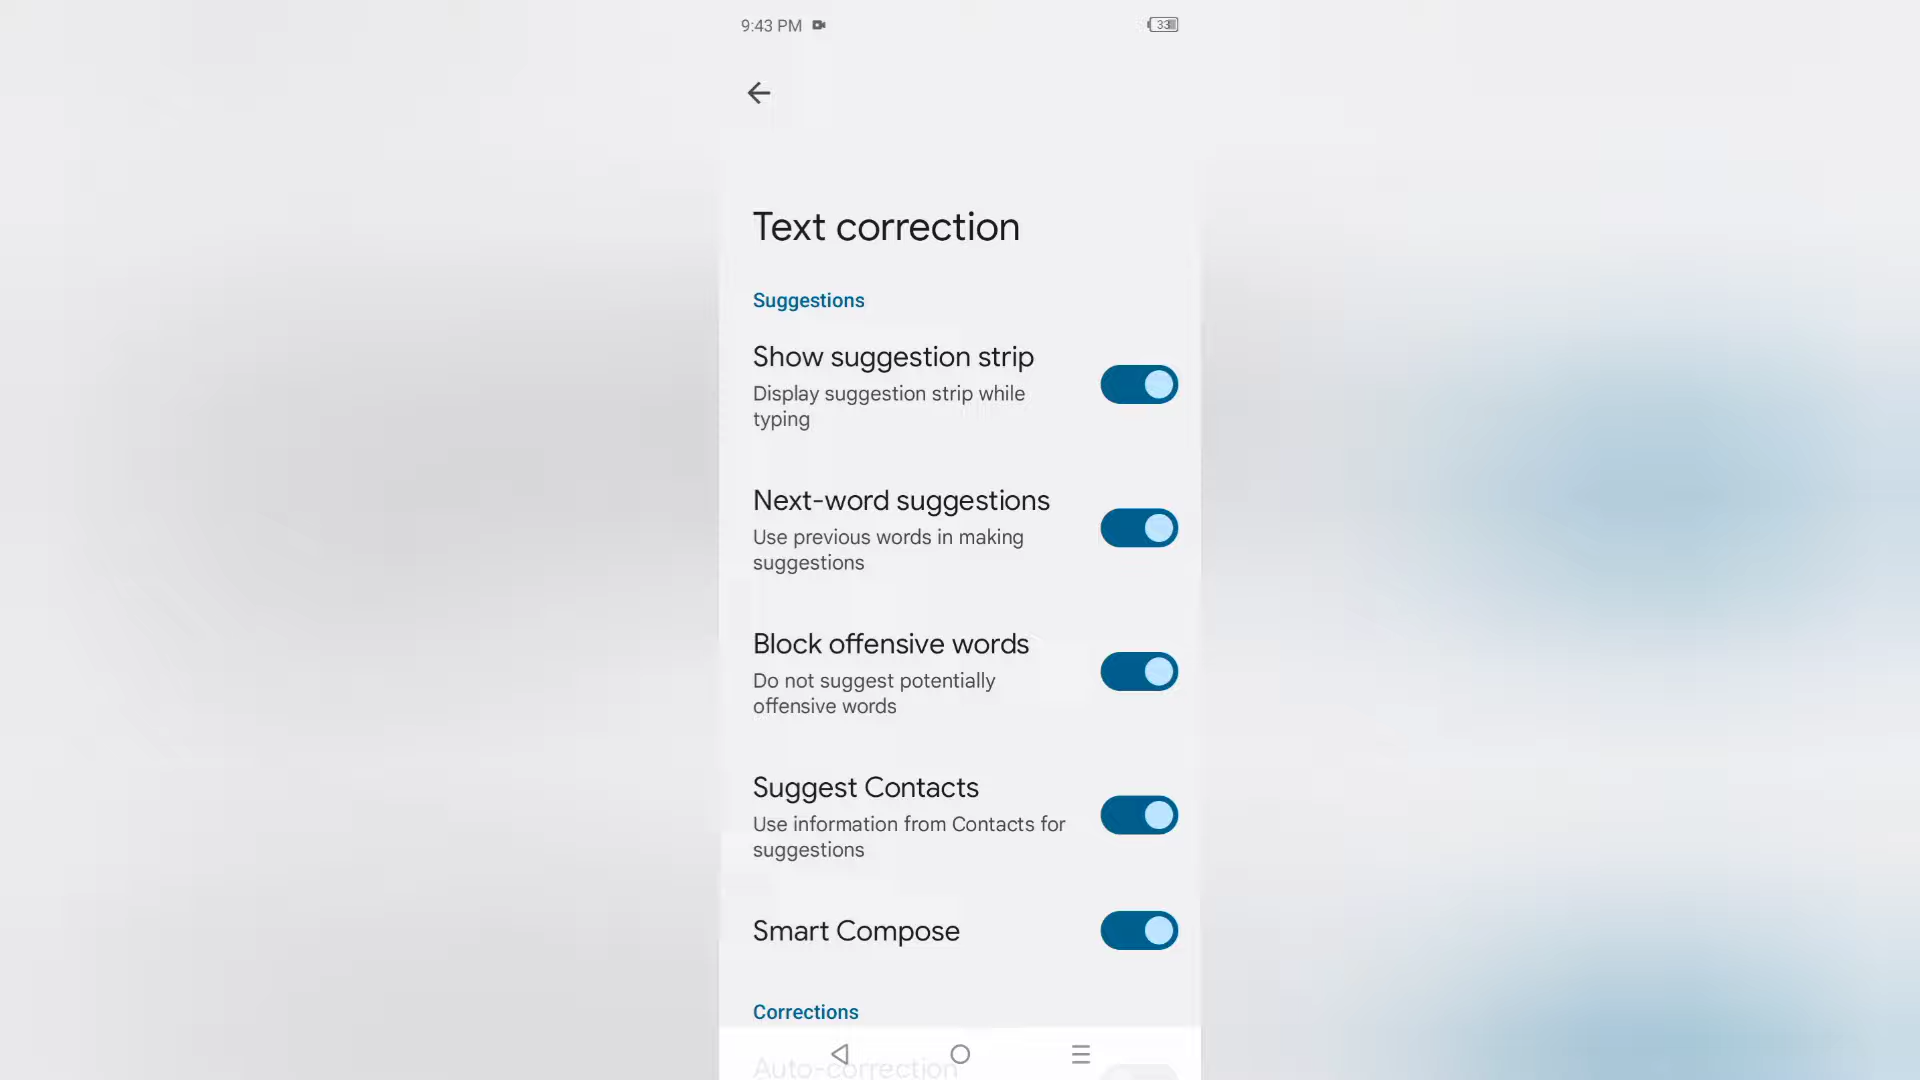 9:43 PM
33
Text correction
Suggestions
Show suggestion strip
Display suggestion strip while
typing
Next-word suggestions
Use previous words in making
suggestions
Block offensive words
Do not suggest potentially
offensive words
Suggest Contacts
Use information from Contacts for
suggestions
Smart Compose
Corrections
Auto-correction